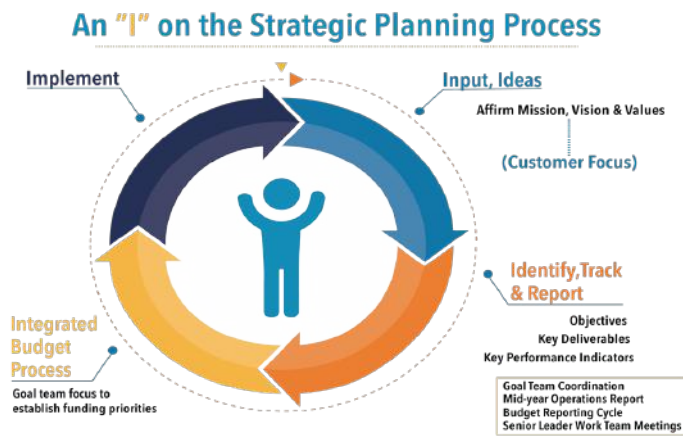 An "I" on the Strategic Planning Process
Implement
Input, Ideas
Affirm Mission, Vision & Values
(Customer Focus)
Identify,Track
& Report
Objectives
Key Deliverables
Key Performance Indicators
Goal Team Coordination
Mid-year Operations Report
Budget Reporting Cycle
Senior Leader Work Team Meetings
Integrated
Budget
Process
Goal team focus to
establish funding priorities